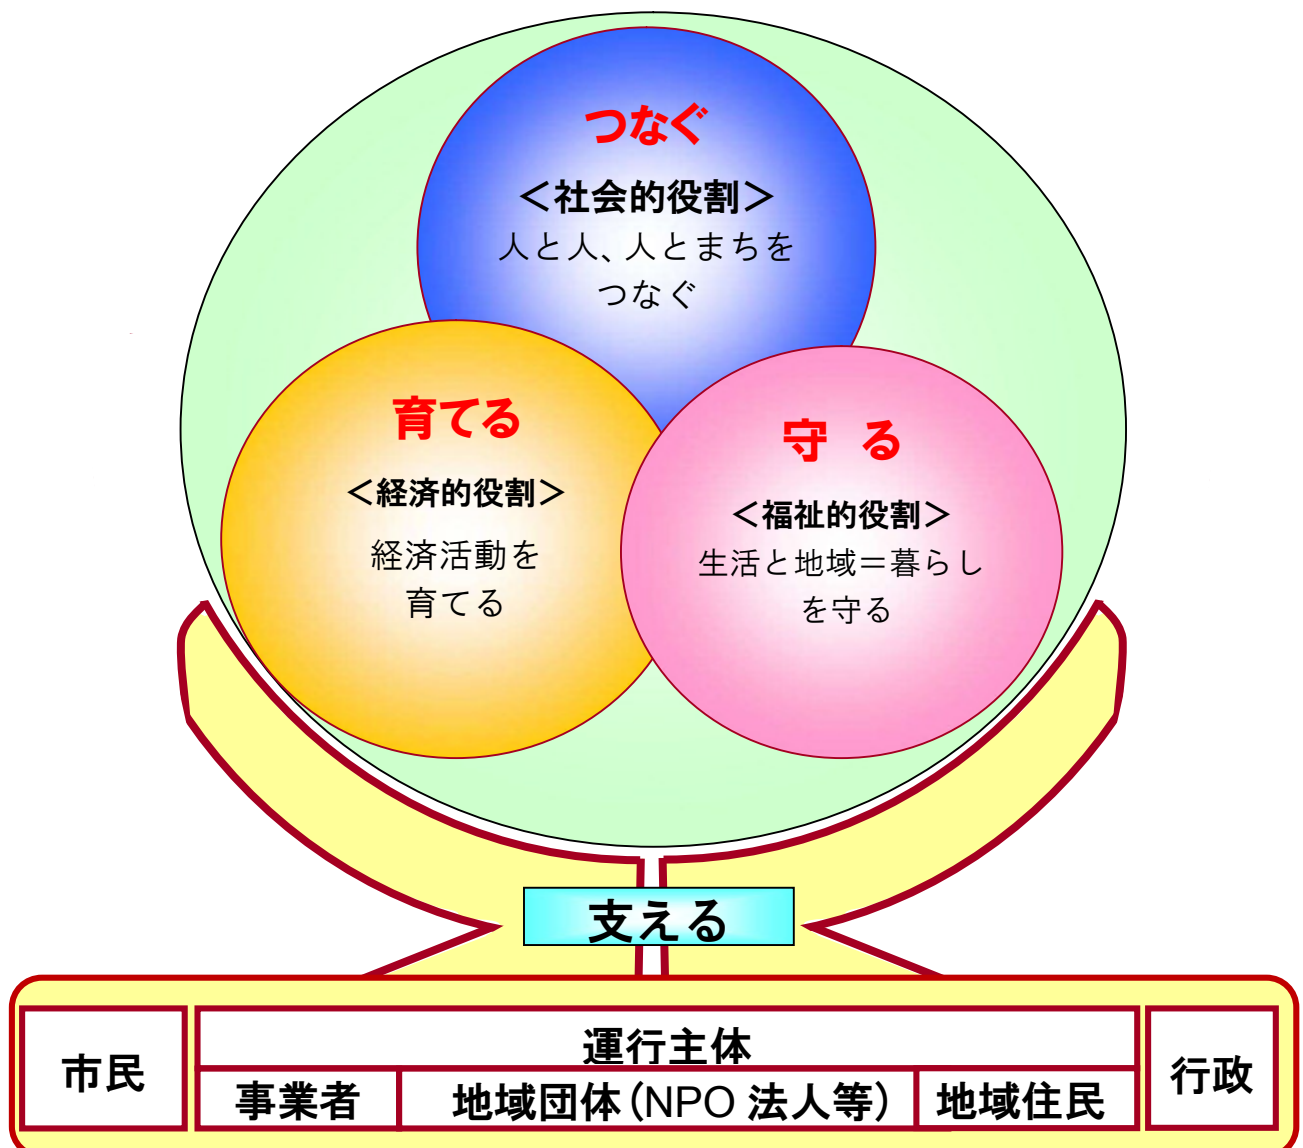 つなぐ
＜社会的役割＞
人と人、人とまちを
つなぐ
育てる
＜経済的役割＞
経済活動を
育てる
守 る
＜福祉的役割＞
生活と地域＝暮らし
を守る
支える
市民
運行主体
事業者
地域団体（NPO 法人等）
地域住民
行政